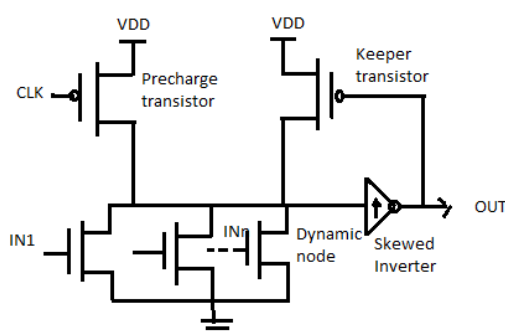 VDD
VDD
Precharge
transistor
Keeper
transistor
CLK
OUT
IN1
INn
Dynamic
node
Skewed
Inverter